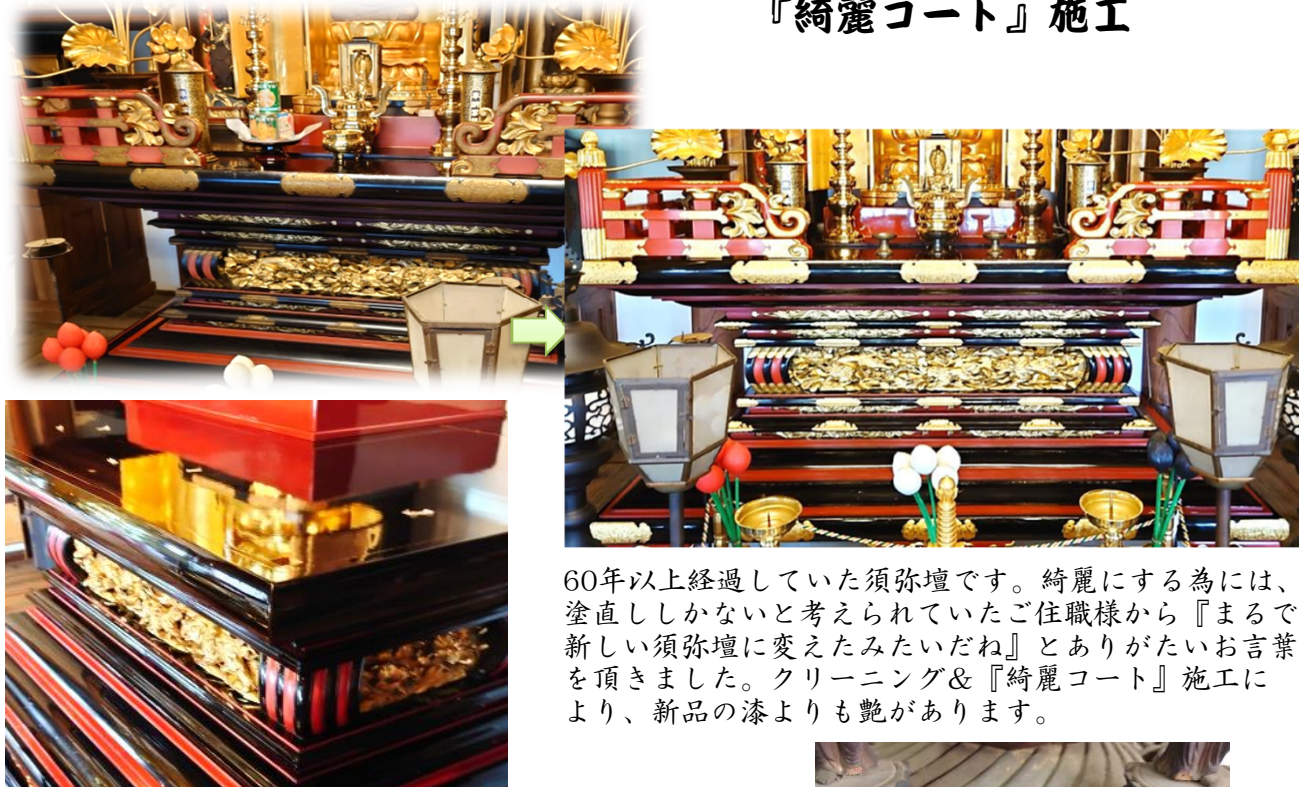 『綺麗コート』施工
60年以上経過していた須弥壇です。綺麗にする為には、
塗直ししかないと考えられていたご住職様から『まるで
新しい須弥壇に変えたみたいだね』とありがたいお言葉
を頂きました。クリーニング&『綺麗コート』施工に
より、新品の漆よりも艶があります。